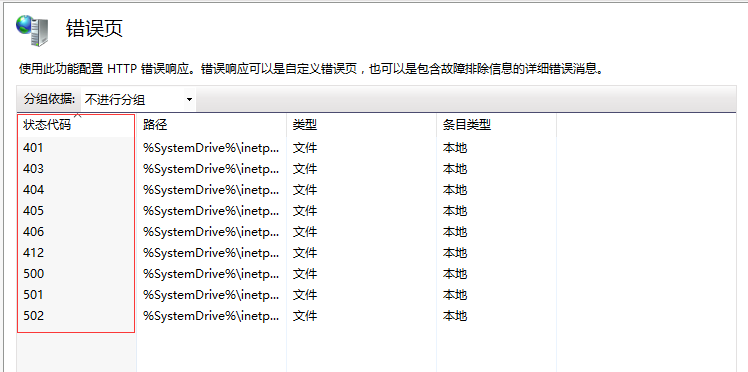 错误页
使用此功能配置 HTTP 错误响应。错误响应可以是自定义错误页，也可以是包含故障排除信息的详细错误消息。
分组依据: 不进行分组
状态代码 路径 类型 条目类型
401 %SystemDrive%\inetp... 文件 本地
403 %SystemDrive%\inetp... 文件 本地
404 %SystemDrive%\inetp... 文件 本地
405 %SystemDrive%\inetp... 文件 本地
406 %SystemDrive%\inetp... 文件 本地
412 %SystemDrive%\inetp... 文件 本地
500 %SystemDrive%\inetp... 文件 本地
501 %SystemDrive%\inetp... 文件 本地
502 %SystemDrive%\inetp... 文件 本地